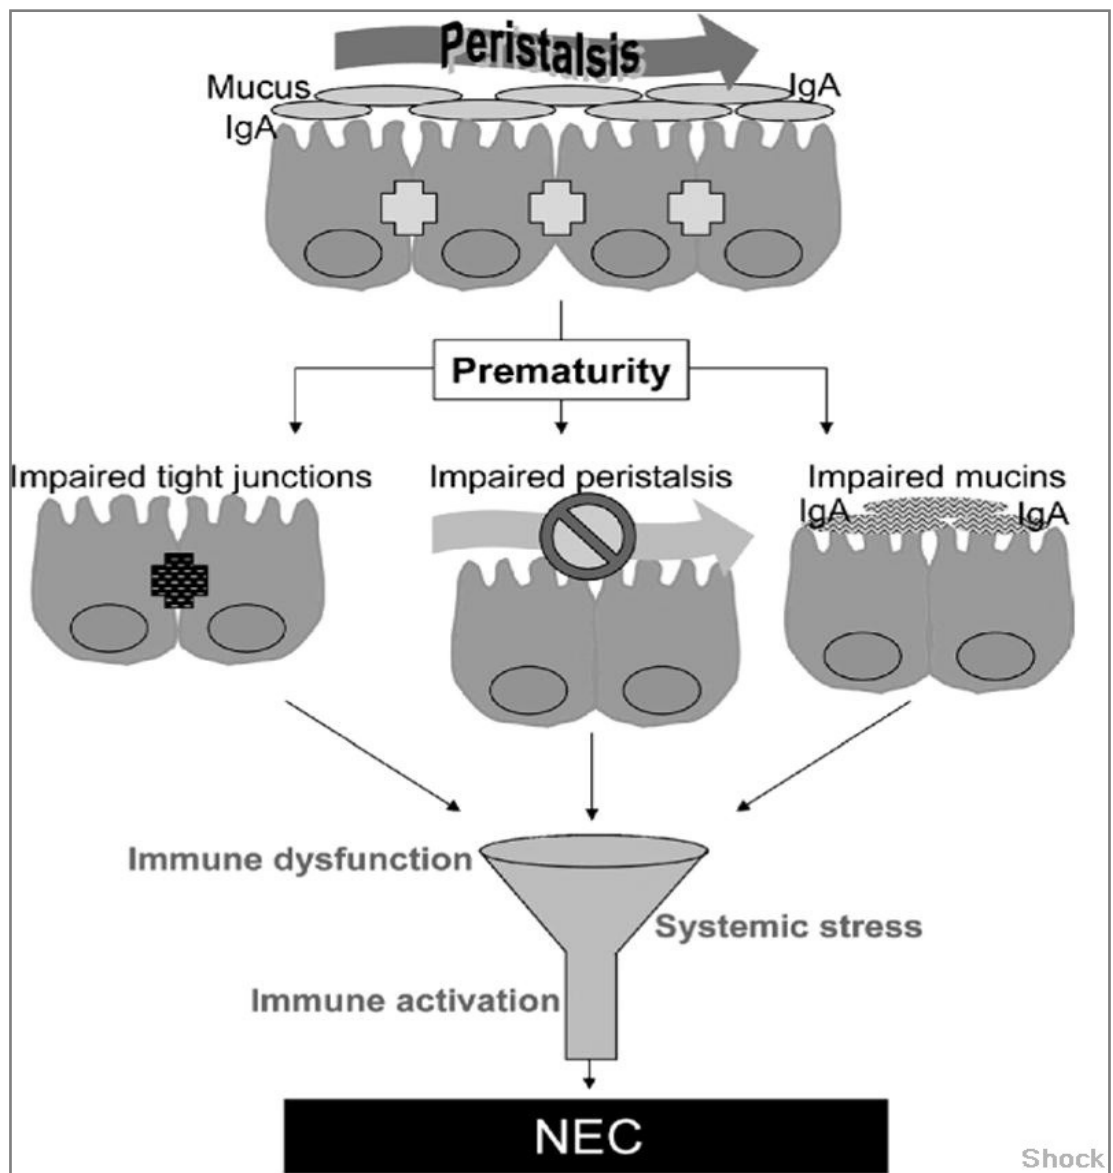 Peristalsis
Mucus
IgA
IgA
Prematurity
Impaired tight junctions
Impaired peristalsis
Impaired mucins
IgA
IgA
Immune dysfunction
Systemic stress
Immune activation
NEC
Shock